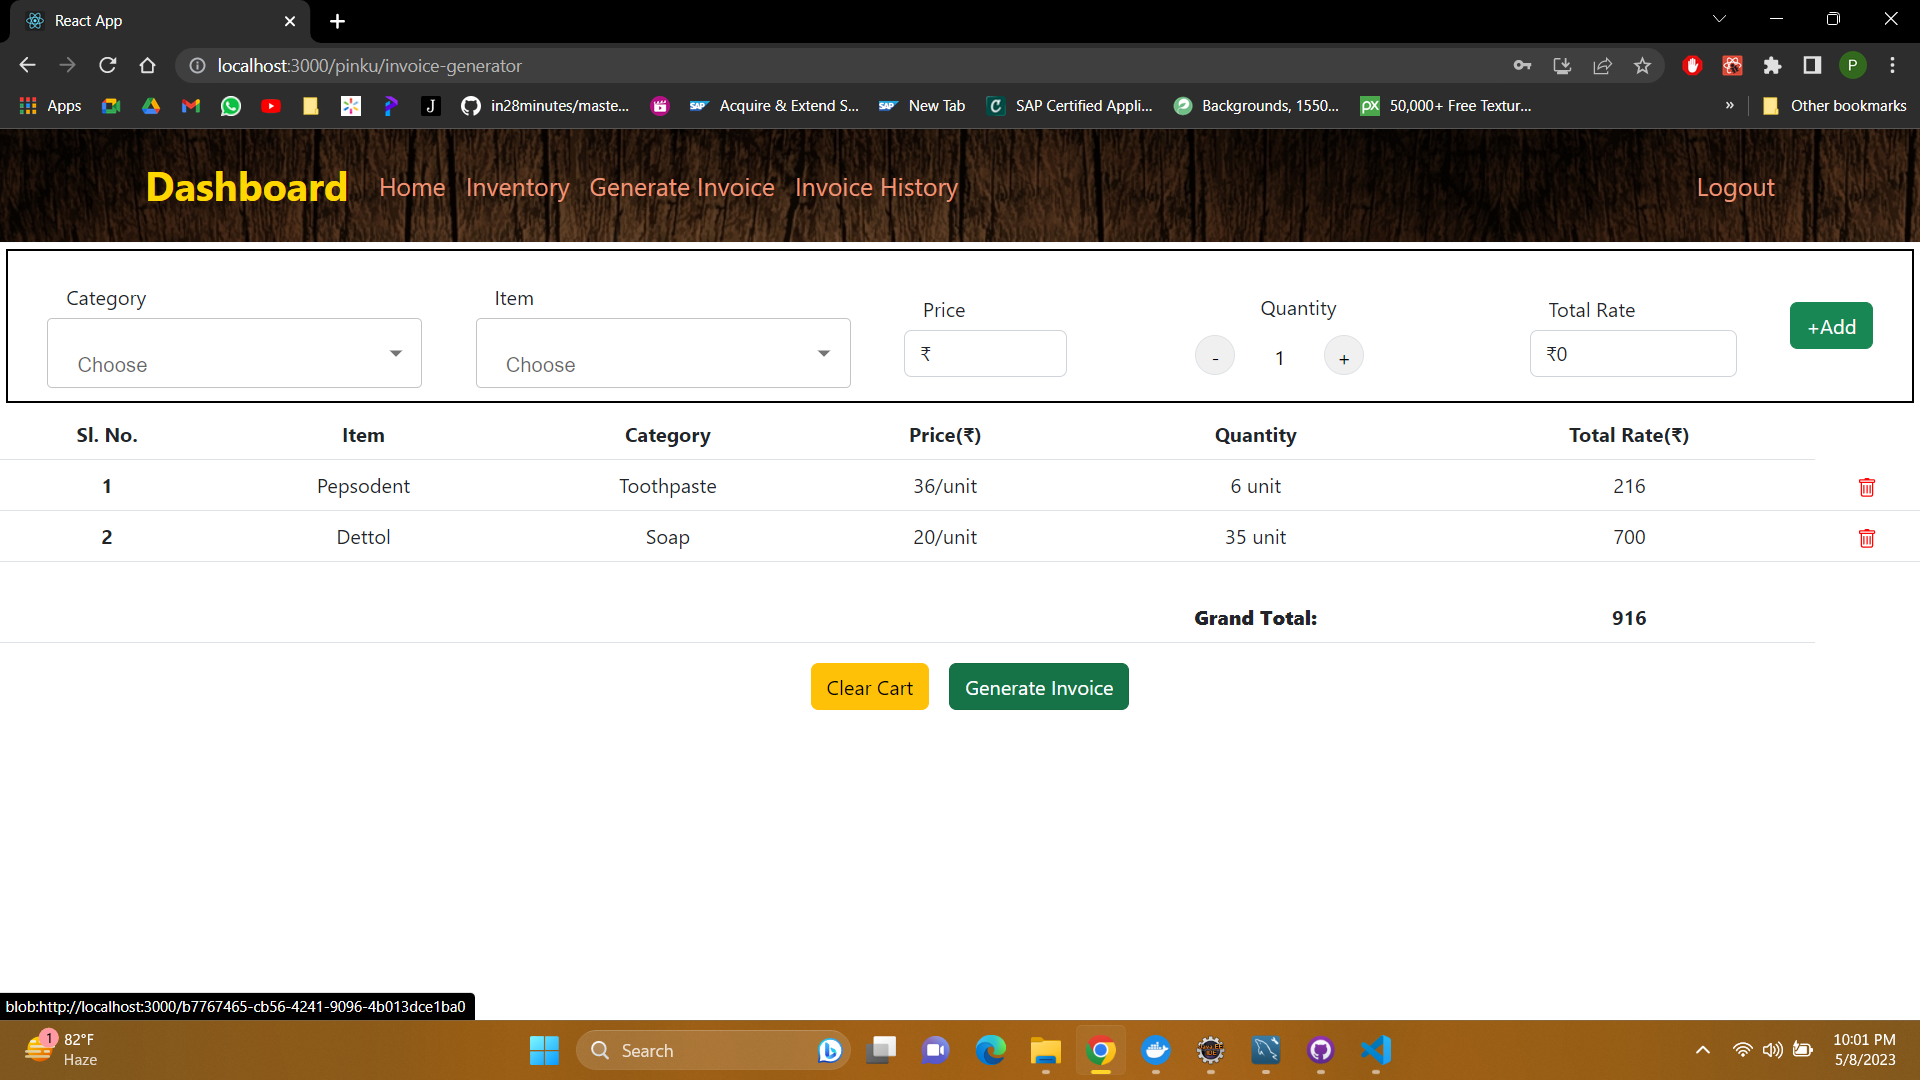 React App
localhost:3000/pinku/invoice-generator
P
Apps
J
in28minutes/maste...
SAP Acquire & Extend S...
SAP New Tab
C SAP Certified Appli...
Backgrounds, 1550...
px 50,000+ Free Textur...
»
Other bookmarks
Dashboard Home Inventory Generate Invoice Invoice History Logout
Category Item Price Quantity Total Rate
Choose Choose ₹ - 1 + ₹0 +Add
Sl. No. Item Category Price(₹) Quantity Total Rate(₹)
1 Pepsodent Toothpaste 36/unit 6 unit 216
2 Dettol Soap 20/unit 35 unit 700
Grand Total: 916
Clear Cart Generate Invoice
blob:http://localhost:3000/b7767465-cb56-4241-9096-4b013dce1ba0
1 82°F
Haze
Search
10:01 PM
5/8/2023